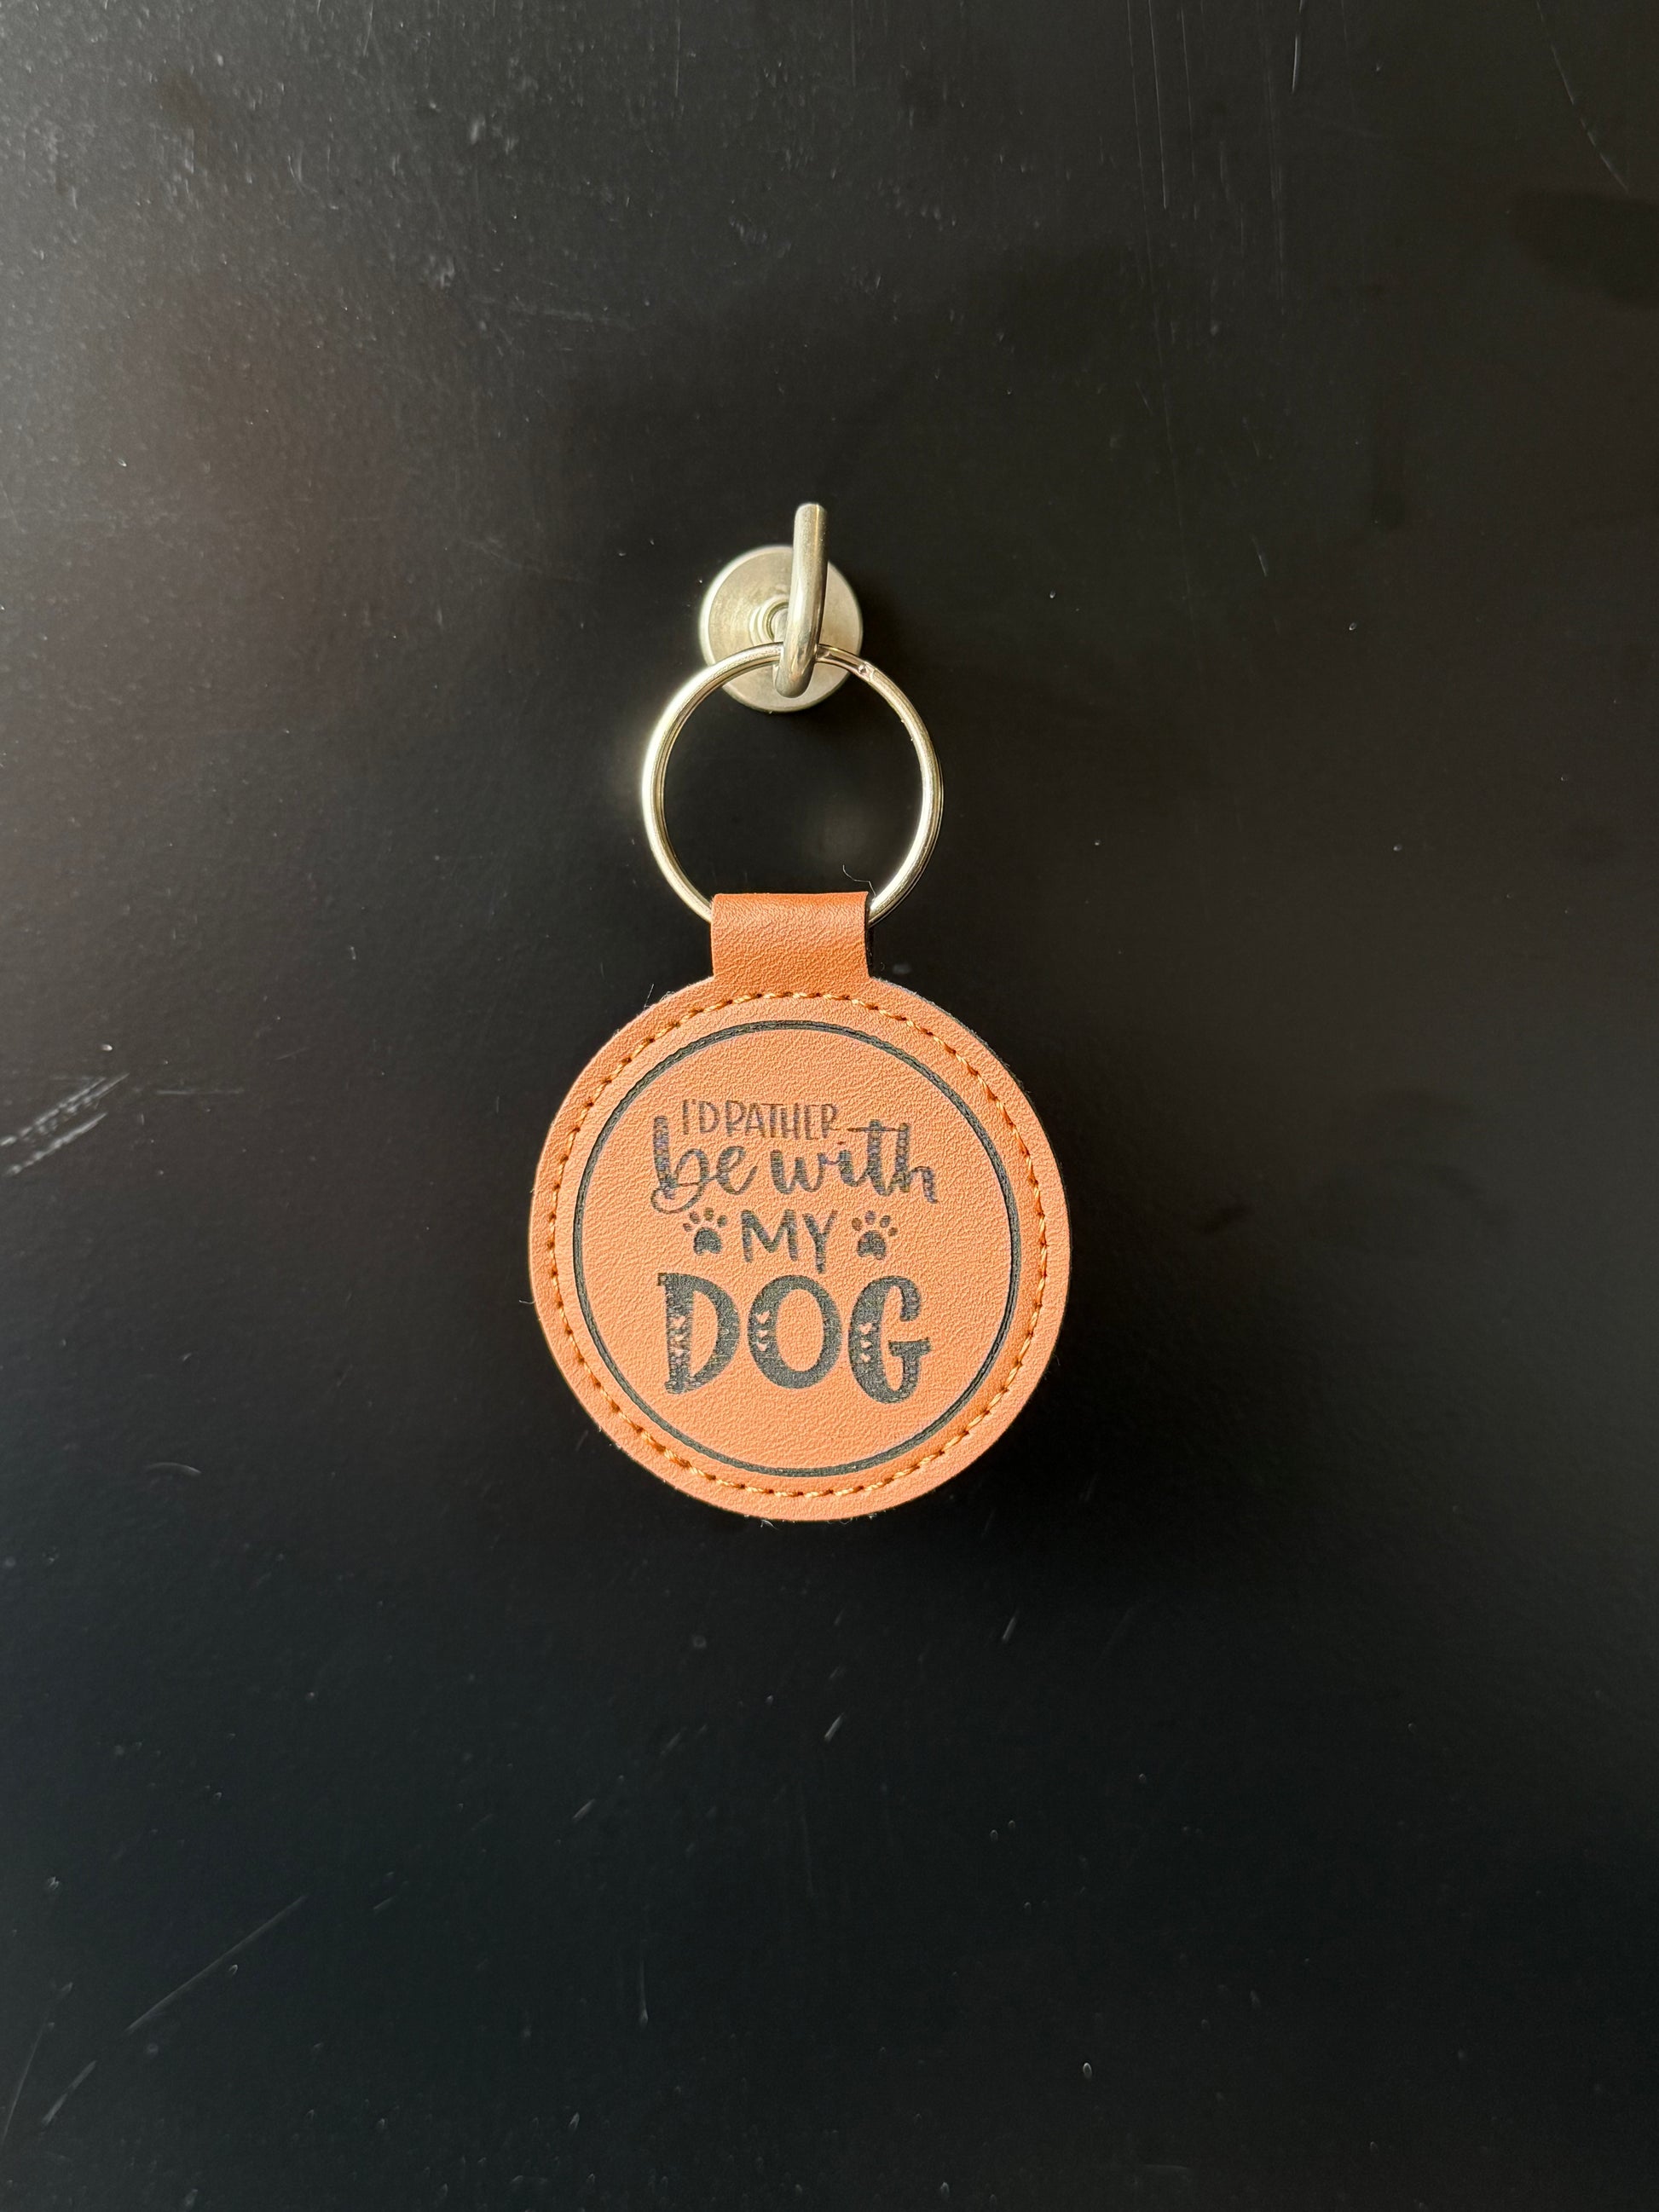 I'D RATHER
be with
MY
DOG